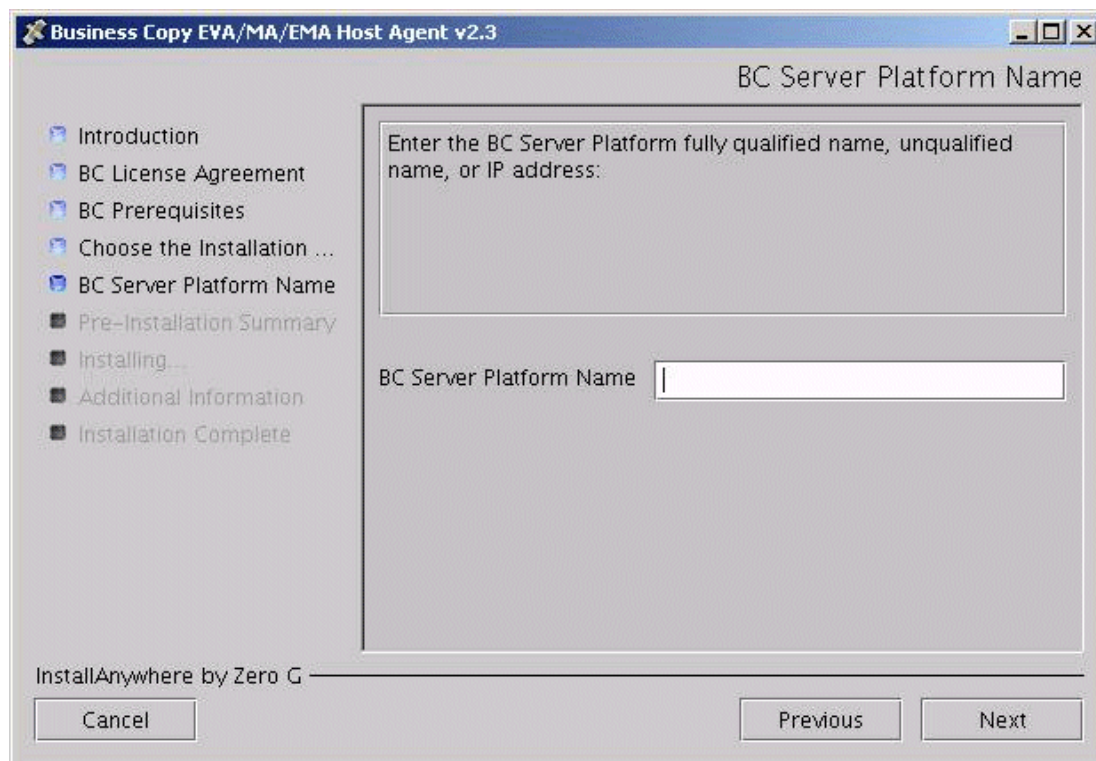 Business Copy EVA/MA/EMA Host Agent v2.3
BC Server Platform Name
Introduction
BC License Agreement
BC Prerequisites
Choose the Installation ...
BC Server Platform Name
Pre-Installation Summary
Installing...
Additional Information
Installation Complete
Enter the BC Server Platform fully qualified name, unqualified
name, or IP address:
BC Server Platform Name
InstallAnywhere by Zero G
Cancel
Previous
Next